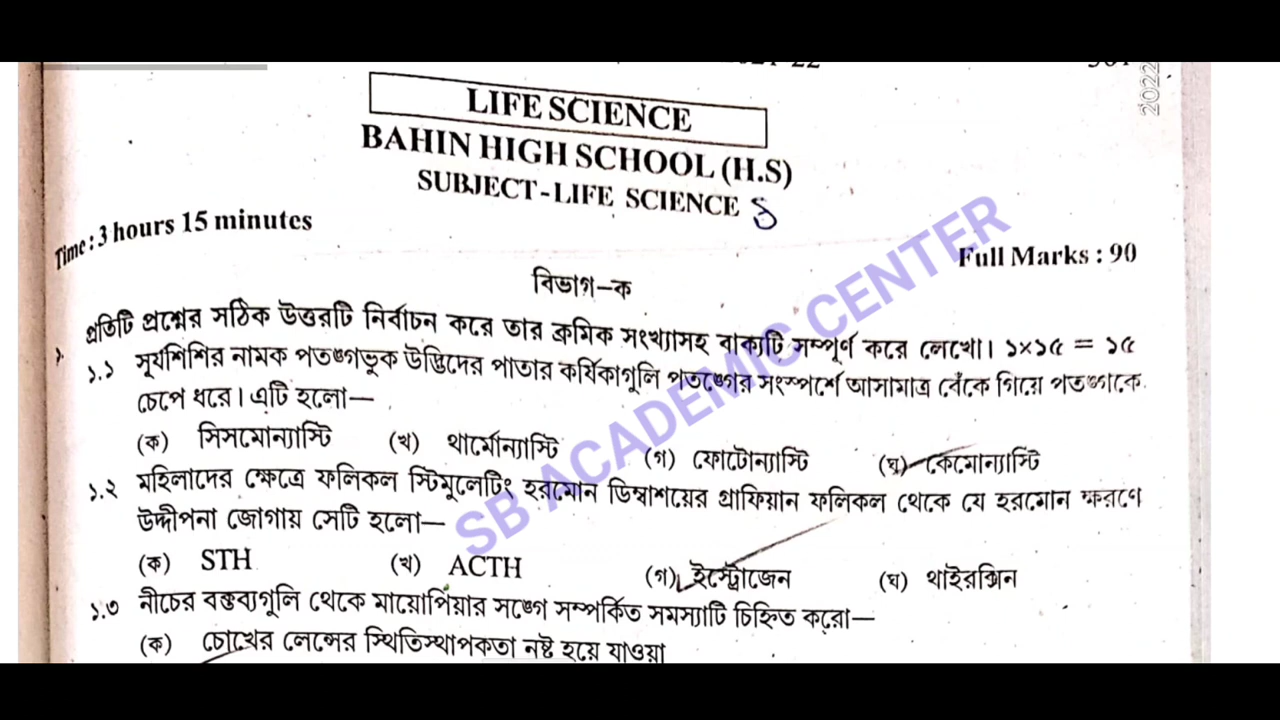 LIFE SCIENCE
BAHIN HIGH SCHOOL (H.S)
SUBJECT-LIFE SCIENCE
Time : 3 hours 15 minutes
Full Marks : 90
বিভাগ-ক
১. প্রতিটি প্রশ্নের সঠিক উত্তরটি নির্বাচন করে তার ক্রমিক সংখ্যাসহ বাক্যটি সম্পূর্ণ করে লেখো। ১×১৫ = ১৫
১.১ সূর্যশিশির নামক পতঙ্গভুক উদ্ভিদের পাতার কর্ষিকাগুলি পতঙ্গের সংস্পর্শে আসামাত্র বেঁকে গিয়ে পতঙ্গকে
চেপে ধরে। এটি হলো—
(ক) সিসমোন্যাস্টি (খ) থার্মোন্যাস্টি (গ) ফোটোন্যাস্টি (ঘ) কেমোন্যাস্টি
১.২ মহিলাদের ক্ষেত্রে ফলিকল স্টিমুলেটিং হরমোন ডিম্বাশয়ের গ্রাফিয়ান ফলিকল থেকে যে হরমোন ক্ষরণে
উদ্দীপনা জোগায় সেটি হলো—
(ক) STH (খ) ACTH (গ) ইস্ট্রোজেন (ঘ) থাইরক্সিন
১.৩ নীচের বক্তব্যগুলি থেকে মায়োপিয়ার সঙ্গে সম্পর্কিত সমস্যাটি চিহ্নিত করো—
(ক) চোখের লেন্সের স্থিতিস্থাপকতা নষ্ট হয়ে যাওয়া
SB ACADEMIC CENTER
2022